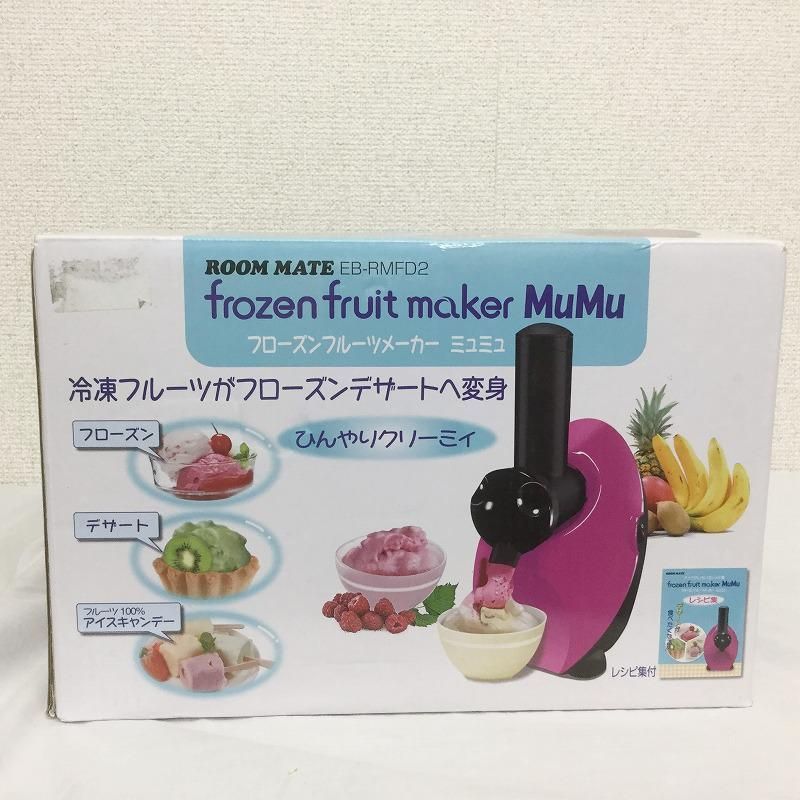 ROOM MATE EB-RMFD2
frozen fruit maker MuMu
フローズンフルーツメーカー ミュミュ
冷凍フルーツがフローズンデザートへ変身
ひんやりクリーミィ
フローズン
デザート
フルーツ100%
アイスキャンデー
ROOM MATE
frozen fruit maker MuMu
レシピ集
レシピ集付